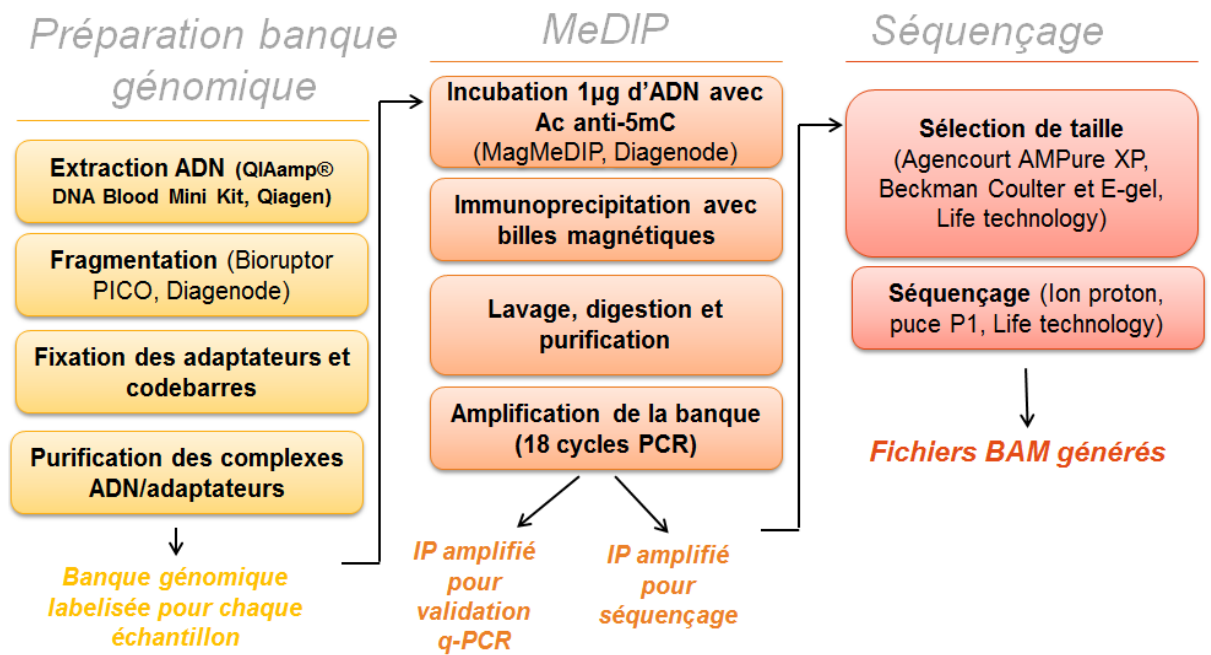 Préparation banque
génomique
Extraction ADN (QIAamp®
DNA Blood Mini Kit, Qiagen)
Fragmentation (Bioruptor
PICO, Diagenode)
Fixation des adaptateurs et
codebarres
Purification des complexes
ADN/adaptateurs
Banque génomique
labelisée pour chaque
échantillon
MeDIP
Incubation 1µg d’ADN avec
Ac anti-5mC
(MagMeDIP, Diagenode)
Immunoprecipitation avec
billes magnétiques
Lavage, digestion et
purification
Amplification de la banque
(18 cycles PCR)
IP amplifié
pour
validation
q-PCR
IP amplifié
pour
séquençage
Séquençage
Sélection de taille
(Agencourt AMPure XP,
Beckman Coulter et E-gel,
Life technology)
Séquençage (Ion proton,
puce P1, Life technology)
Fichiers BAM générés